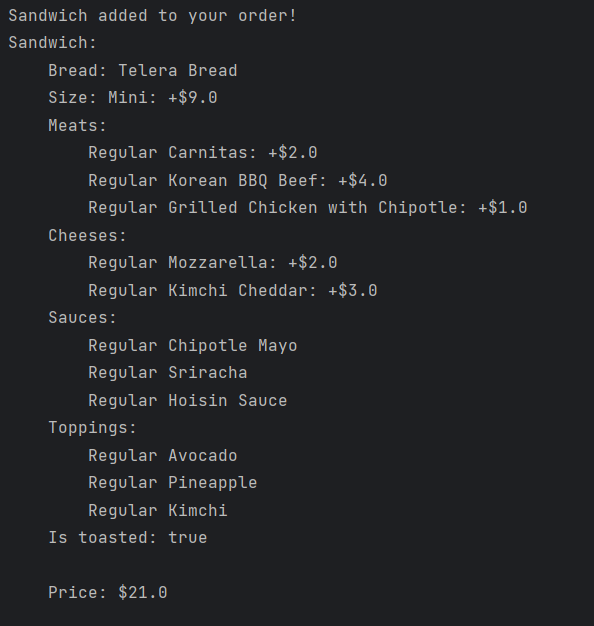 Sandwich added to your order!
Sandwich:
    Bread: Telera Bread
    Size: Mini: +$9.0
    Meats:
        Regular Carnitas: +$2.0
        Regular Korean BBQ Beef: +$4.0
        Regular Grilled Chicken with Chipotle: +$1.0
    Cheeses:
        Regular Mozzarella: +$2.0
        Regular Kimchi Cheddar: +$3.0
    Sauces:
        Regular Chipotle Mayo
        Regular Sriracha
        Regular Hoisin Sauce
    Toppings:
        Regular Avocado
        Regular Pineapple
        Regular Kimchi
    Is toasted: true

    Price: $21.0